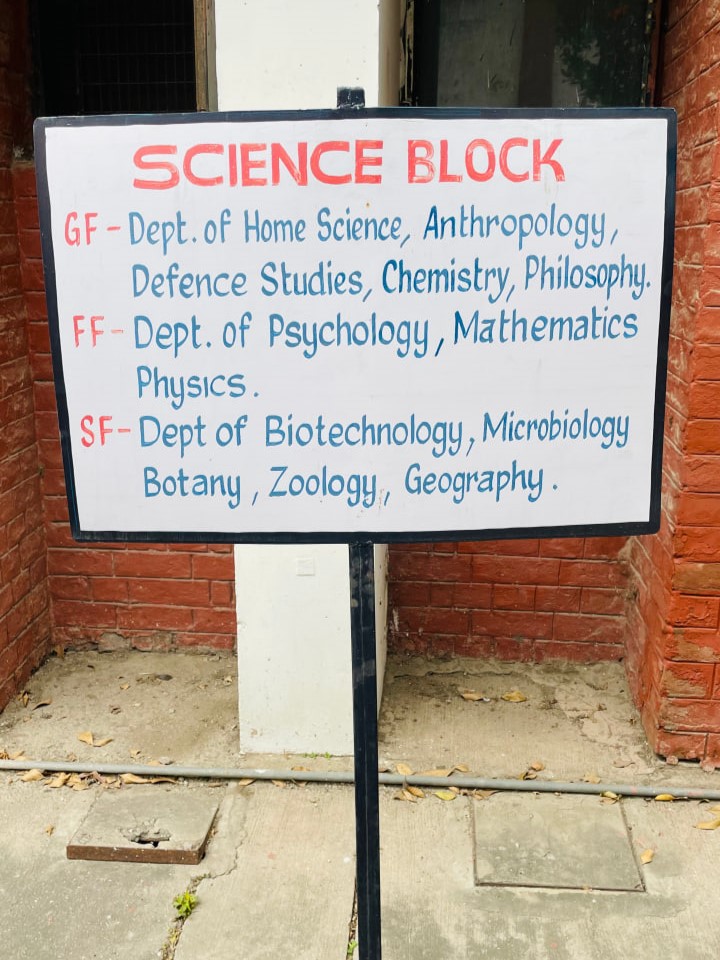 SCIENCE BLOCK
GF - Dept. of Home Science, Anthropology,
Defence Studies, Chemistry, Philosophy.
FF - Dept. of Psychology, Mathematics
Physics.
SF - Dept of Biotechnology, Microbiology
Botany, Zoology, Geography.